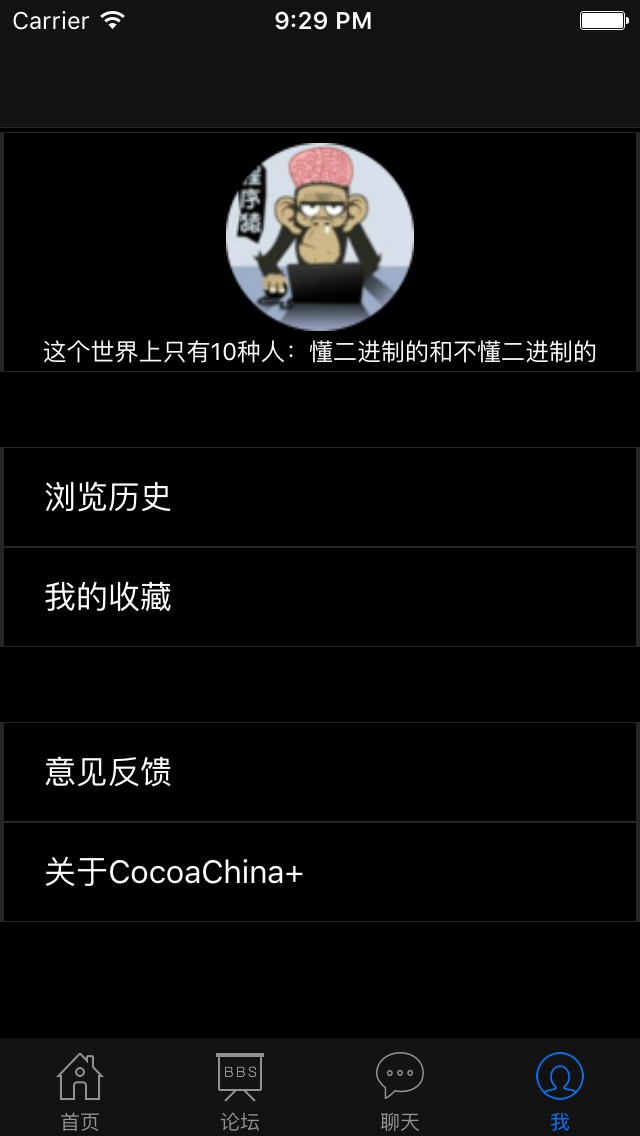 Carrier 9:29 PM
程序猿
这个世界上只有10种人：懂二进制的和不懂二进制的
浏览历史
我的收藏
意见反馈
关于CocoaChina+
BBS
首页 论坛 聊天 我